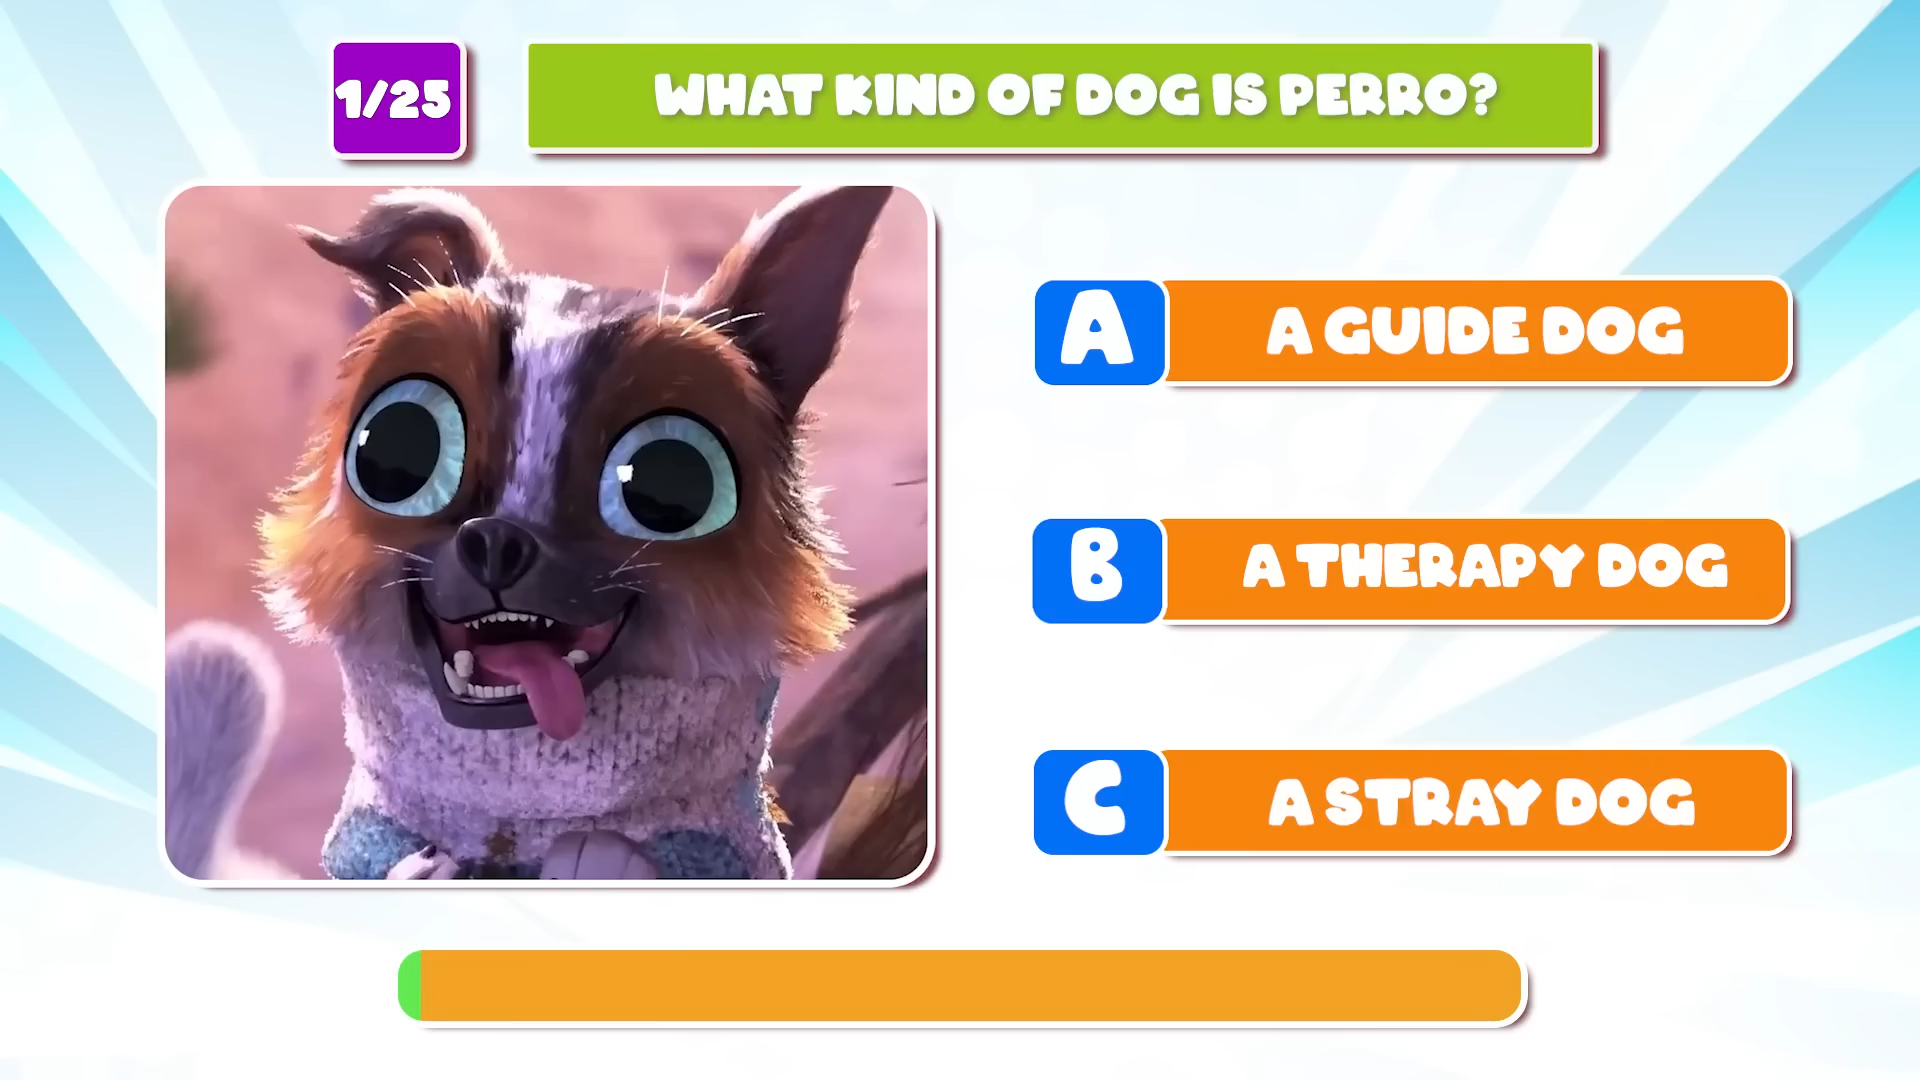 1/25
WHAT KIND OF DOG IS PERRO?
A
A GUIDE DOG
B
A THERAPY DOG
C
A STRAY DOG